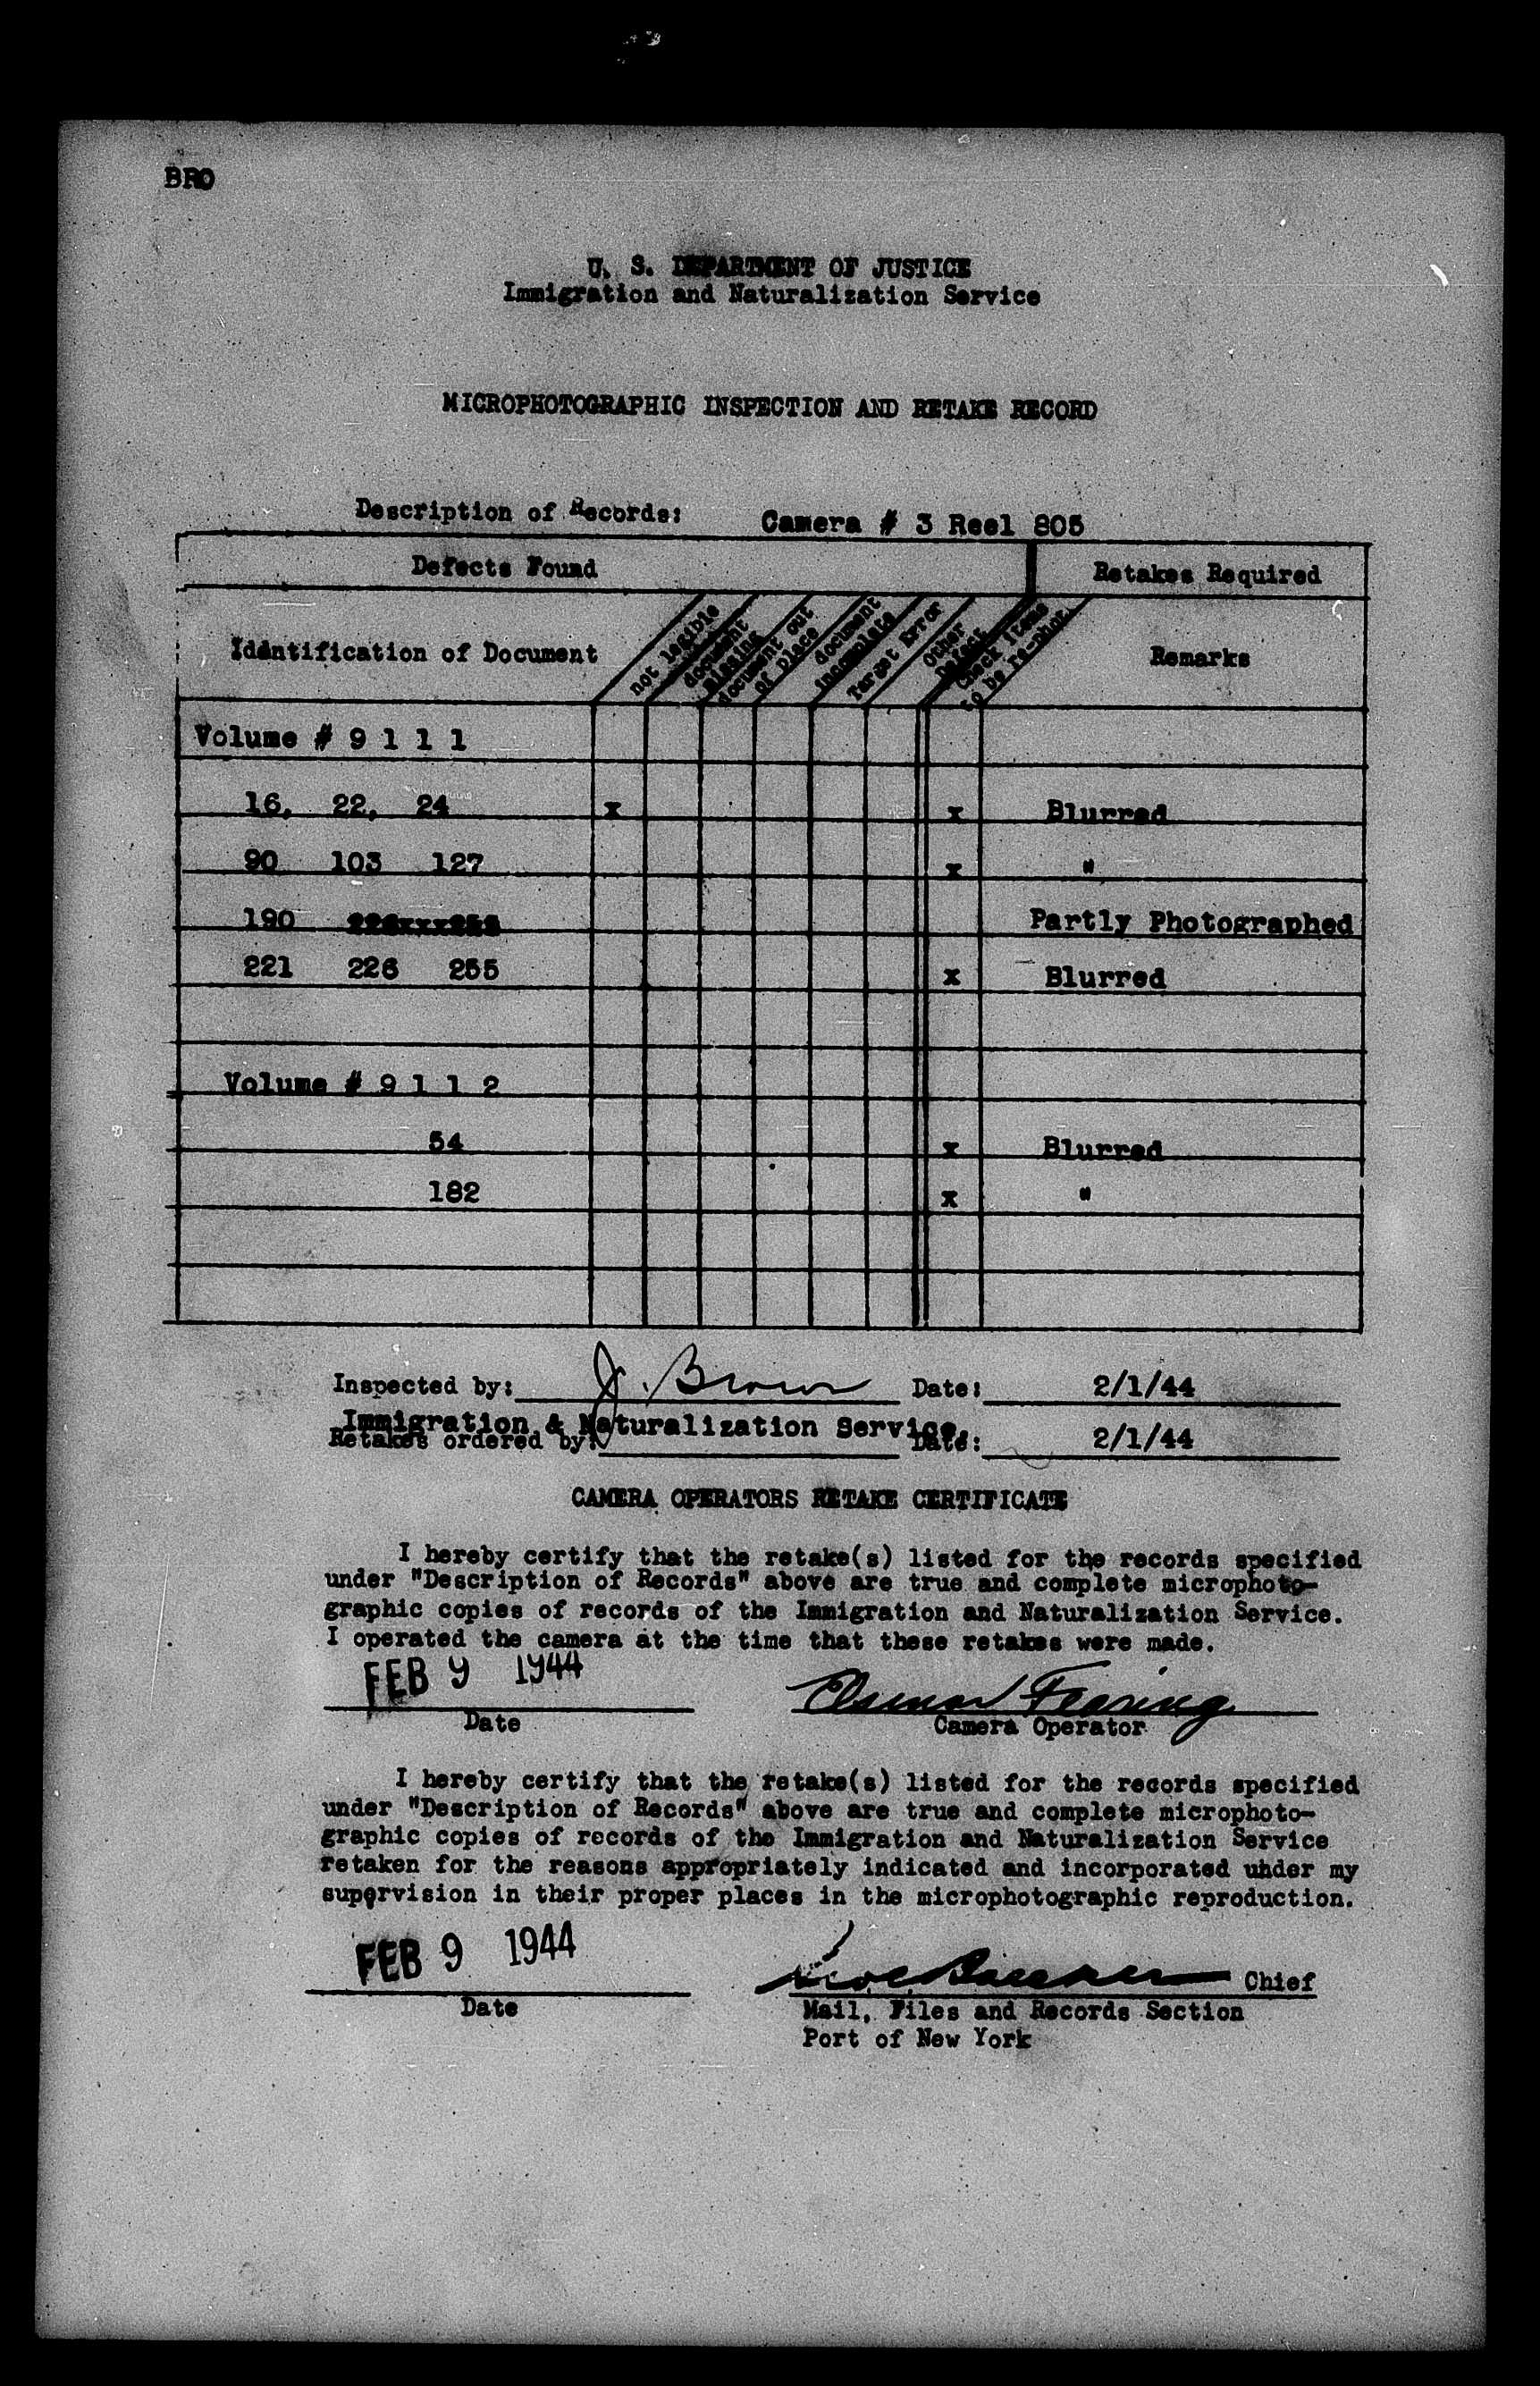 BRO
U. S. DEPARTMENT OF JUSTICE
Immigration and Naturalization Service
MICROPHOTOGRAPHIC INSPECTION AND RETAKE RECORD
Description of Records: Camera # 3 Reel 805
Defects Found Retakes Required
Iddntification of Document not legible document missing document out of place document incomplete Target Error Other Defect Check items to be re-phot. Remarks
Volume # 9 1 1 1
16, 22, 24 x x Blurred
90 103 127 x "
190 Partly Photographed
221 226 255 x Blurred
Volume # 9 1 1 2
54 x Blurred
182 x "
Inspected by: J. Brown Date: 2/1/44
Immigration & Naturalization Service.
Retakes ordered by: Date: 2/1/44
CAMERA OPERATORS RETAKE CERTIFICATE
I hereby certify that the retake(s) listed for the records specified
under "Description of Records" above are true and complete microphoto-
graphic copies of records of the Immigration and Naturalization Service.
I operated the camera at the time that these retakes were made.
FEB 9 1944
Date Camera Operator
I hereby certify that the retake(s) listed for the records specified
under "Description of Records" above are true and complete microphoto-
graphic copies of records of the Immigration and Naturalization Service
retaken for the reasons appropriately indicated and incorporated under my
supervision in their proper places in the microphotographic reproduction.
FEB 9 1944 Chief
Date Mail, Files and Records Section
Port of New York